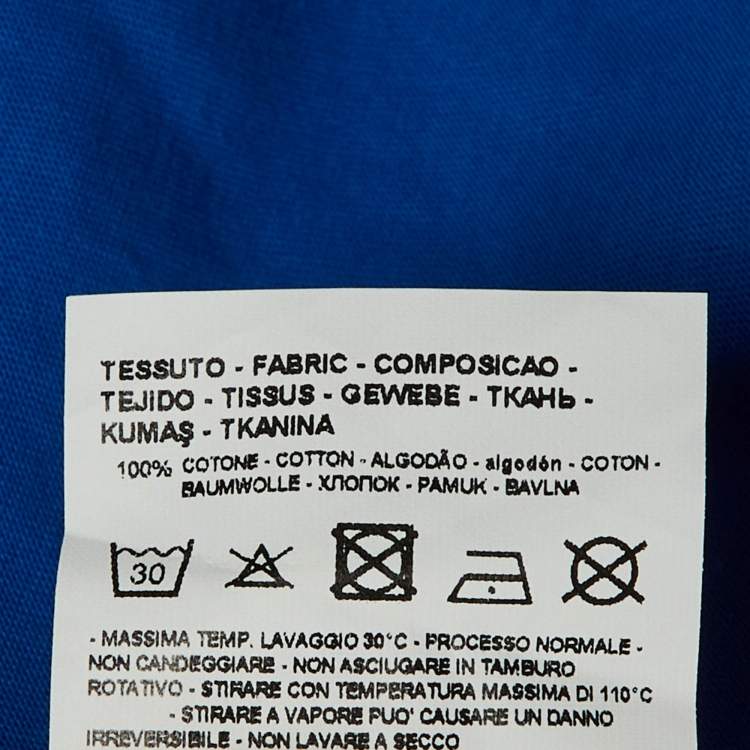 TESSUTO - FABRIC - COMPOSICAO -
TEJIDO - TISSUS - GEWEBE - ТКАНЬ -
KUMAŞ - TKANINA
100% COTONE - COTTON - ALGODÃO - algodón - COTON -
BAUMWOLLE - ХЛОПОК - PAMUK - BAVLNA
30
- MASSIMA TEMP. LAVAGGIO 30°C - PROCESSO NORMALE -
NON CANDEGGIARE - NON ASCIUGARE IN TAMBURO
ROTATIVO - STIRARE CON TEMPERATURA MASSIMA DI 110°C
- STIRARE A VAPORE PUO' CAUSARE UN DANNO
IRREVERSIBILE - NON LAVARE A SECCO